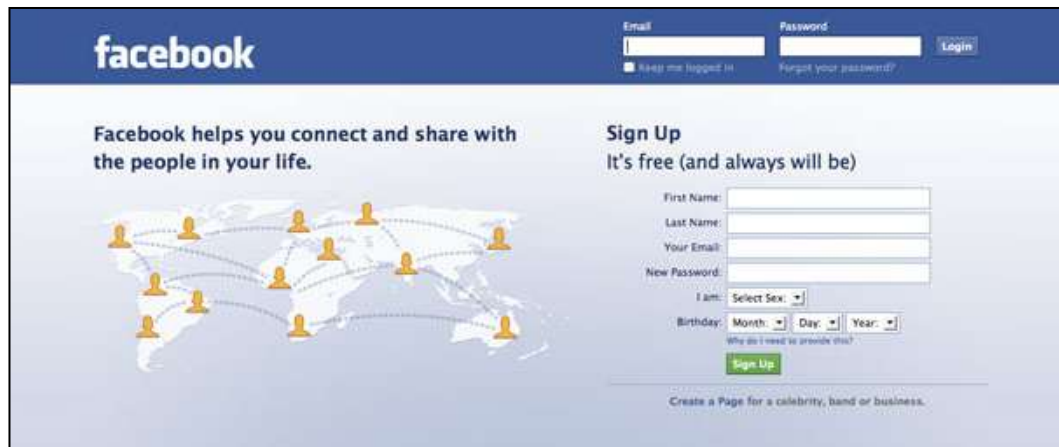 facebook
Email
Password
Login
Keep me logged in
Forgot your password?
Facebook helps you connect and share with
the people in your life.
Sign Up
It's free (and always will be)
First Name:
Last Name:
Your Email:
New Password:
I am: Select Sex:
Birthday: Month: Day: Year:
Why do I need to provide this?
Sign Up
Create a Page for a celebrity, band or business.